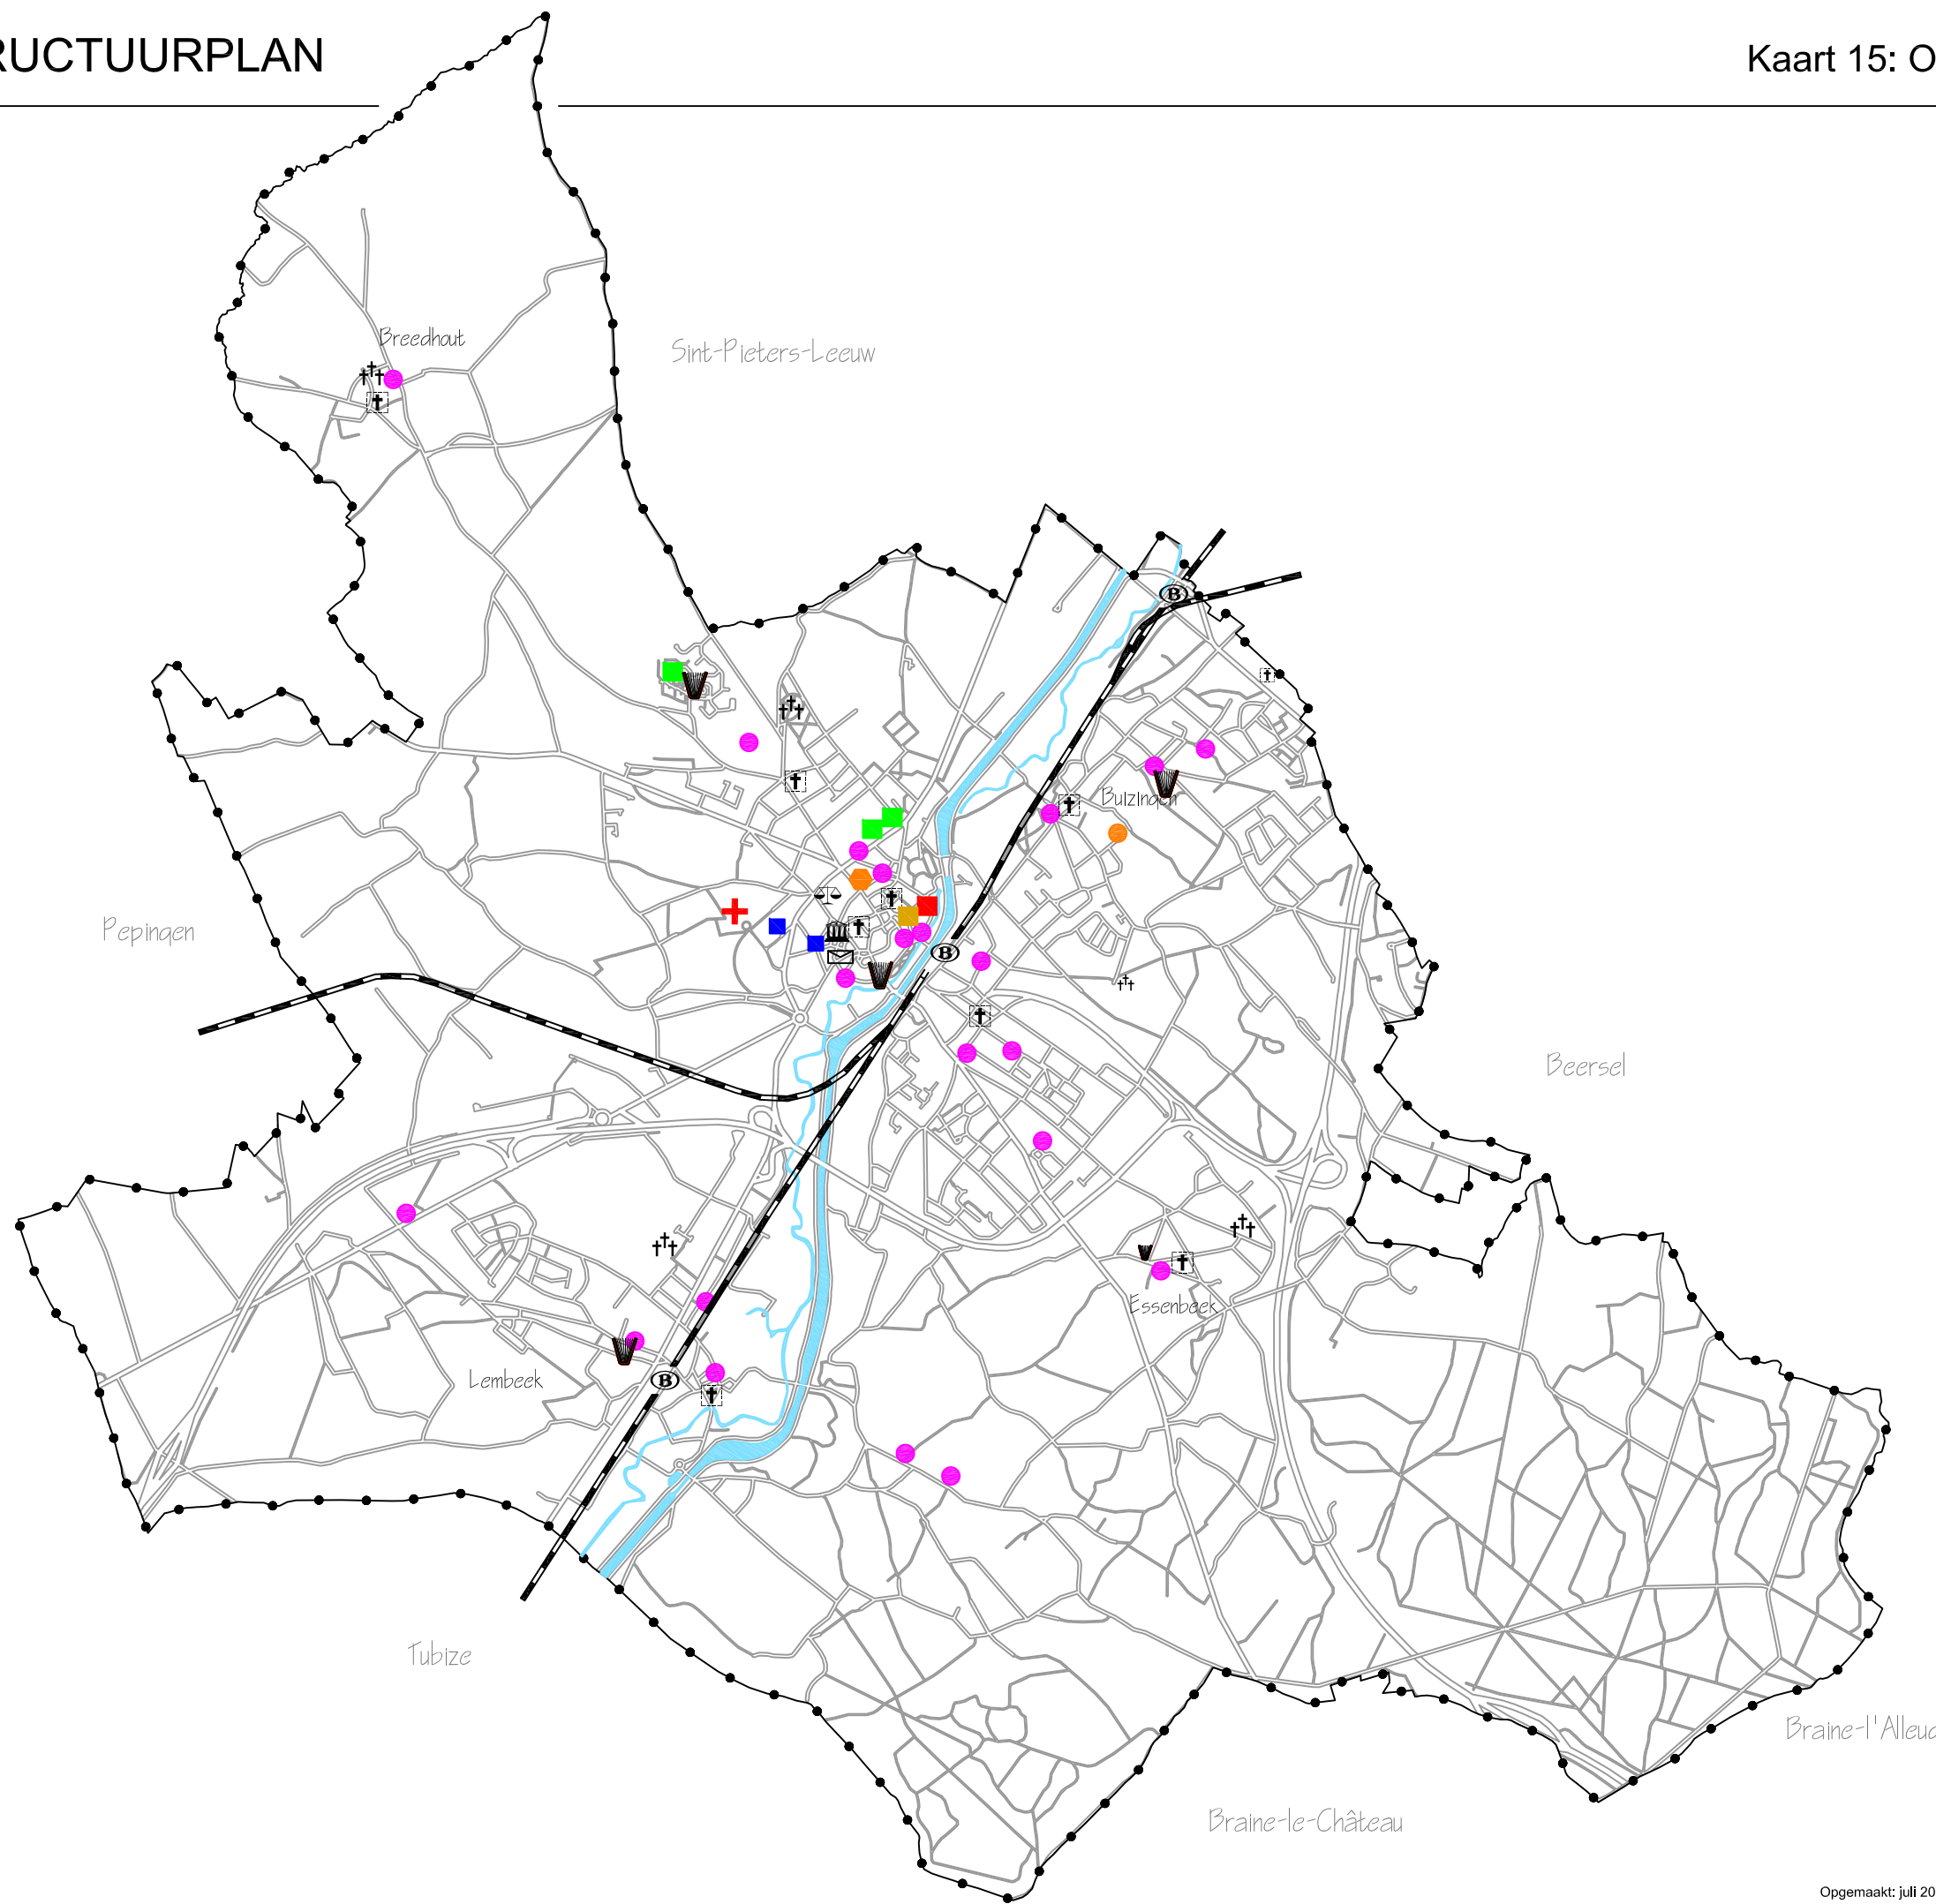 RUCTUURPLAN
Kaart 15: O
Breedhout
Sint-Pieters-Leeuw
Buizingen
Pepingen
B
B
Beersel
Essenbeek
Lembeek
B
Tubize
Braine-l'Alleud
Braine-le-Château
Opgemaakt: juli 20